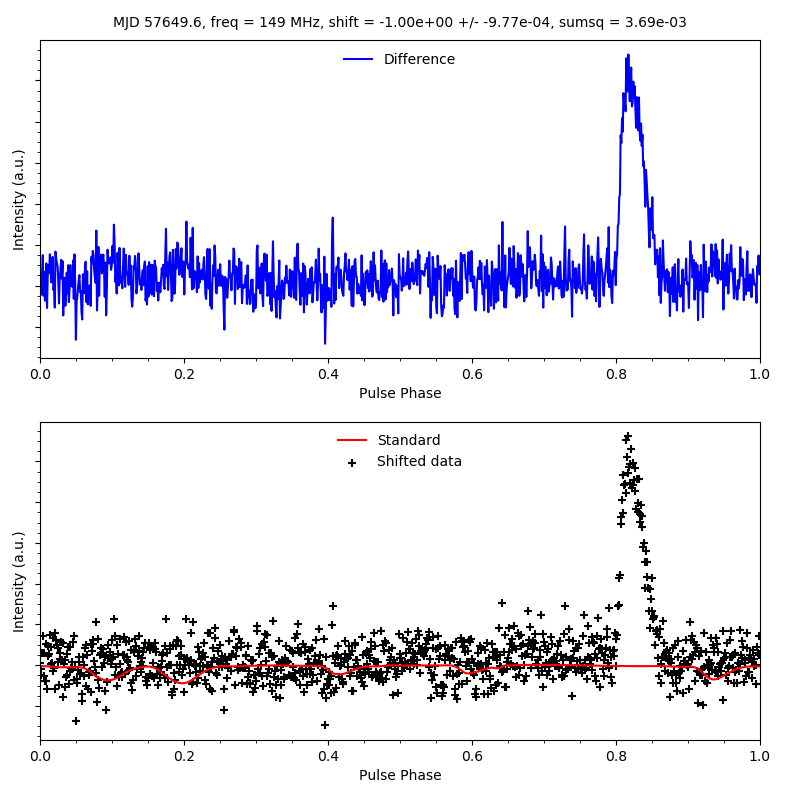 MJD 57649.6, freq = 149 MHz, shift = -1.00e+00 +/- -9.77e-04, sumsq = 3.69e-03
Difference
Intensity (a.u.)
0.0 0.2 0.4 0.6 0.8 1.0
Pulse Phase
Standard
Shifted data
Intensity (a.u.)
0.0 0.2 0.4 0.6 0.8 1.0
Pulse Phase